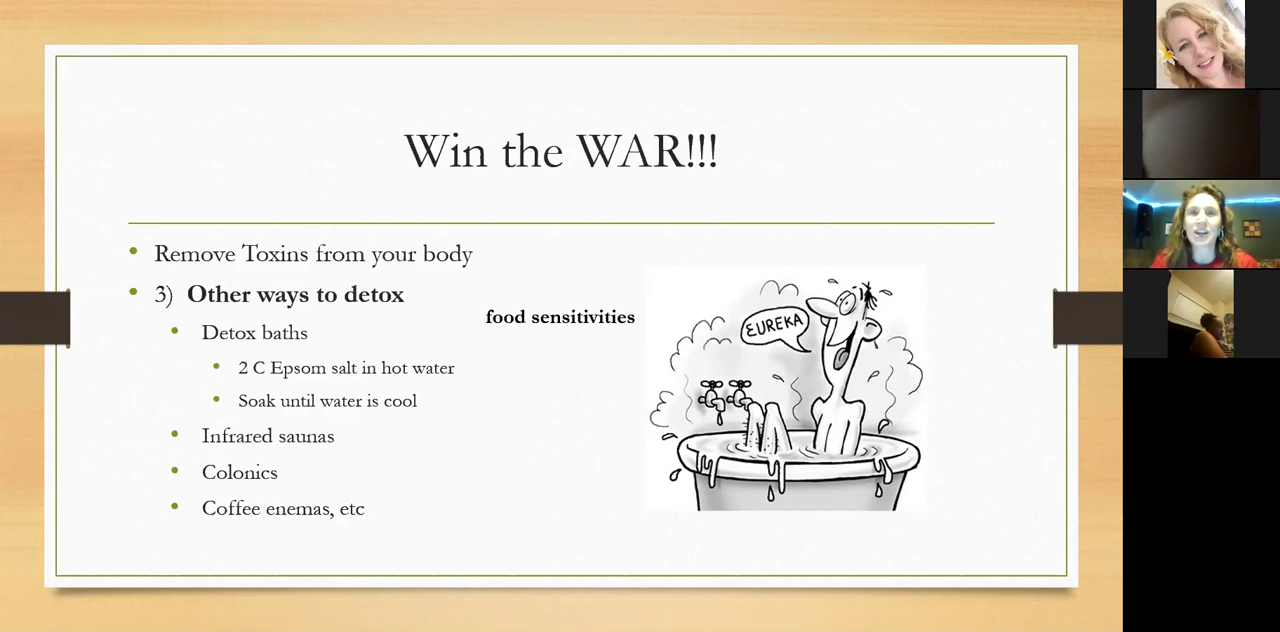 Win the WAR!!!
Remove Toxins from your body
3) Other ways to detox
food sensitivities
Detox baths
2 C Epsom salt in hot water
Soak until water is cool
Infrared saunas
Colonics
Coffee enemas, etc
EUREKA